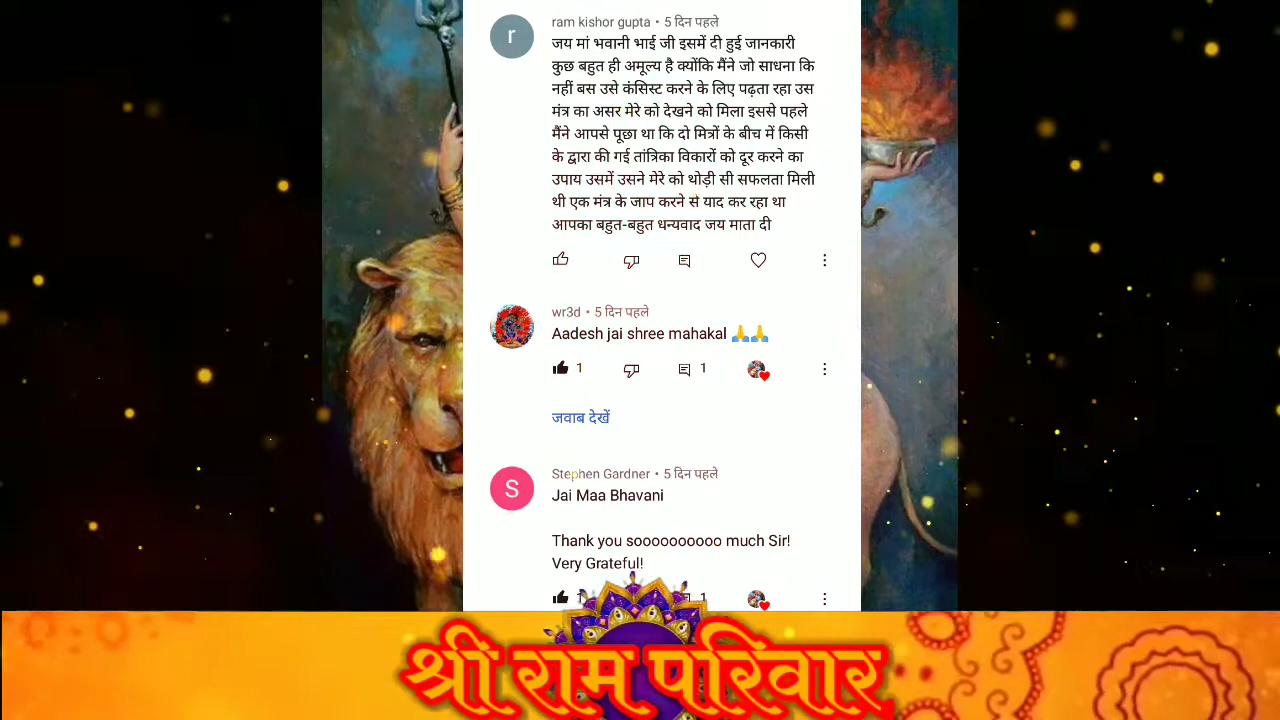 r
ram kishor gupta • 5 दिन पहले
जय मां भवानी भाई जी इसमें दी हुई जानकारी
कुछ बहुत ही अमूल्य है क्योंकि मैंने जो साधना कि
नहीं बस उसे कंसिस्ट करने के लिए पढ़ता रहा उस
मंत्र का असर मेरे को देखने को मिला इससे पहले
मैंने आपसे पूछा था कि दो मित्रों के बीच में किसी
के द्वारा की गई तांत्रिका विकारों को दूर करने का
उपाय उसमें उसने मेरे को थोड़ी सी सफलता मिली
थी एक मंत्र के जाप करने से याद कर रहा था
आपका बहुत-बहुत धन्यवाद जय माता दी
wr3d • 5 दिन पहले
Aadesh jai shree mahakal 🙏🙏
1 1
जवाब देखें
S
Stephen Gardner • 5 दिन पहले
Jai Maa Bhavani
Thank you soooooooooo much Sir!
Very Grateful!
1
श्री राम परिवार